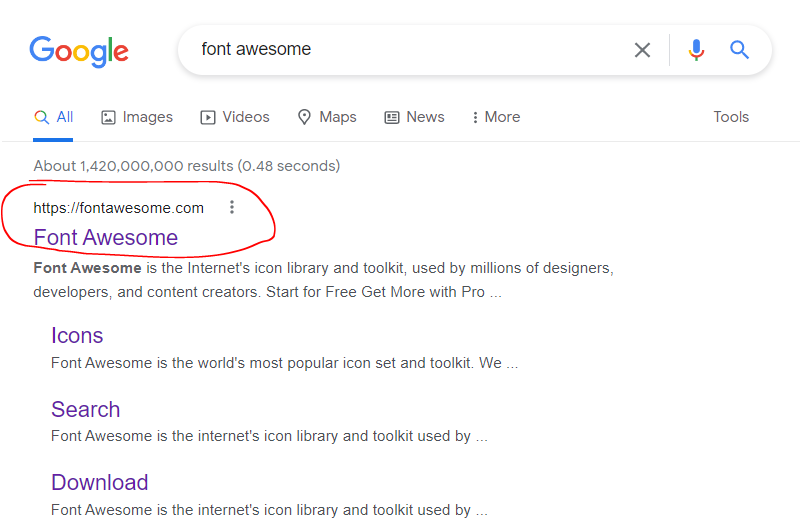 Google
font awesome
All Images Videos Maps News More Tools
About 1,420,000,000 results (0.48 seconds)
https://fontawesome.com
Font Awesome
Font Awesome is the Internet's icon library and toolkit, used by millions of designers,
developers, and content creators. Start for Free Get More with Pro ...
Icons
Font Awesome is the world's most popular icon set and toolkit. We ...
Search
Font Awesome is the internet's icon library and toolkit used by ...
Download
Font Awesome is the internet's icon library and toolkit used by ...